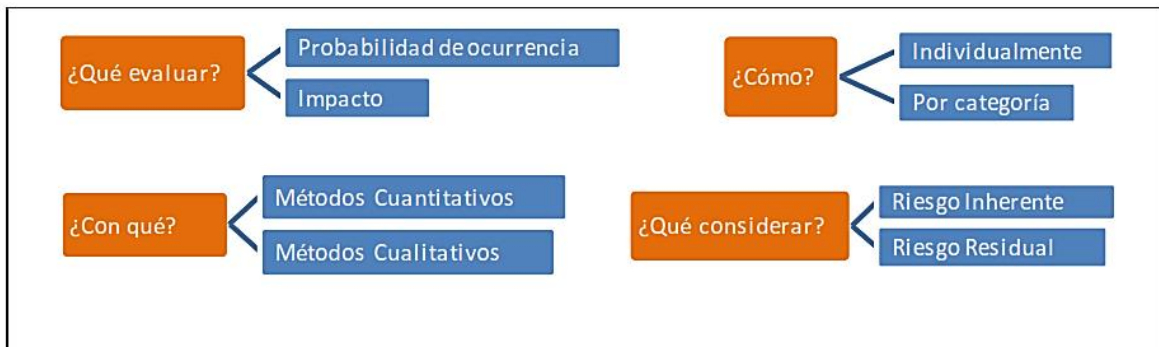 ¿Qué evaluar?
Probabilidad de ocurrencia
Impacto
¿Cómo?
Individualmente
Por categoría
¿Con qué?
Métodos Cuantitativos
Métodos Cualitativos
¿Qué considerar?
Riesgo Inherente
Riesgo Residual